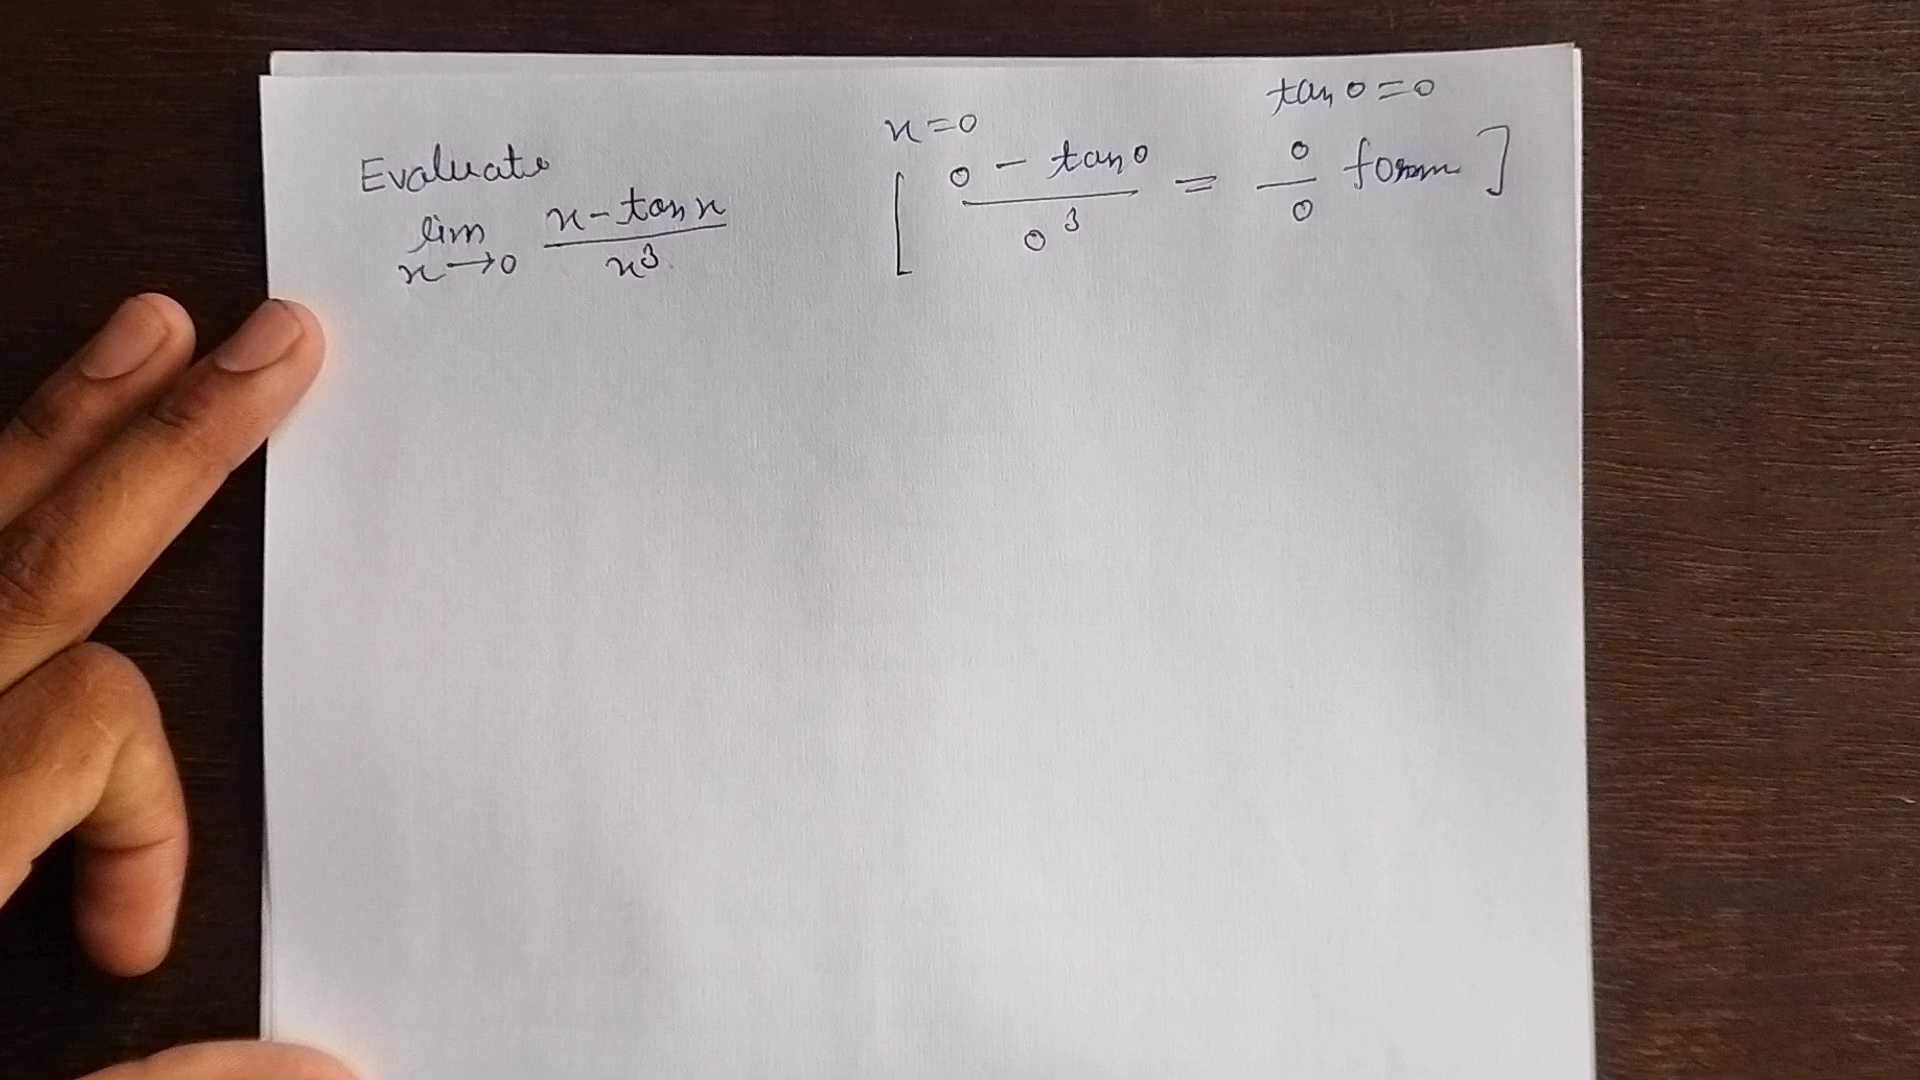 Evaluate
lim x→0 (x - tan x)/x³
x=0
tan 0 = 0
[ (0 - tan 0)/0³ = 0/0 form ]